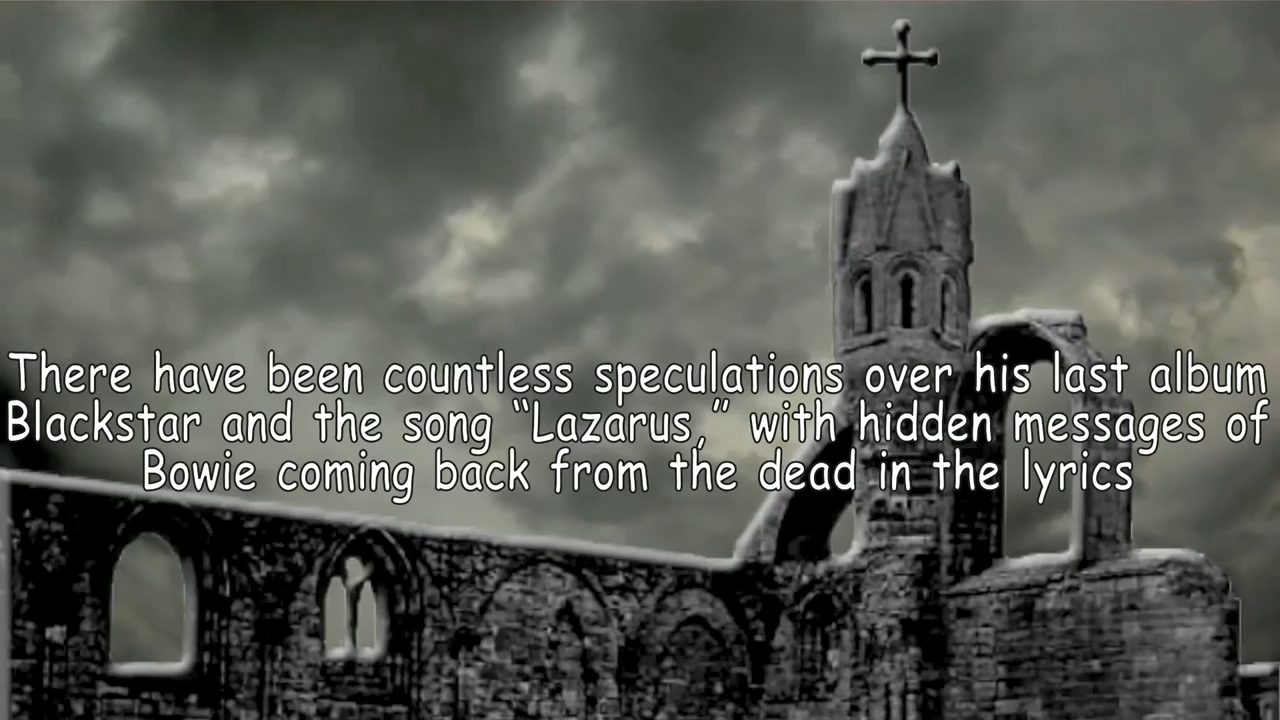 There have been countless speculations over his last album
Blackstar and the song “Lazarus,” with hidden messages of
Bowie coming back from the dead in the lyrics